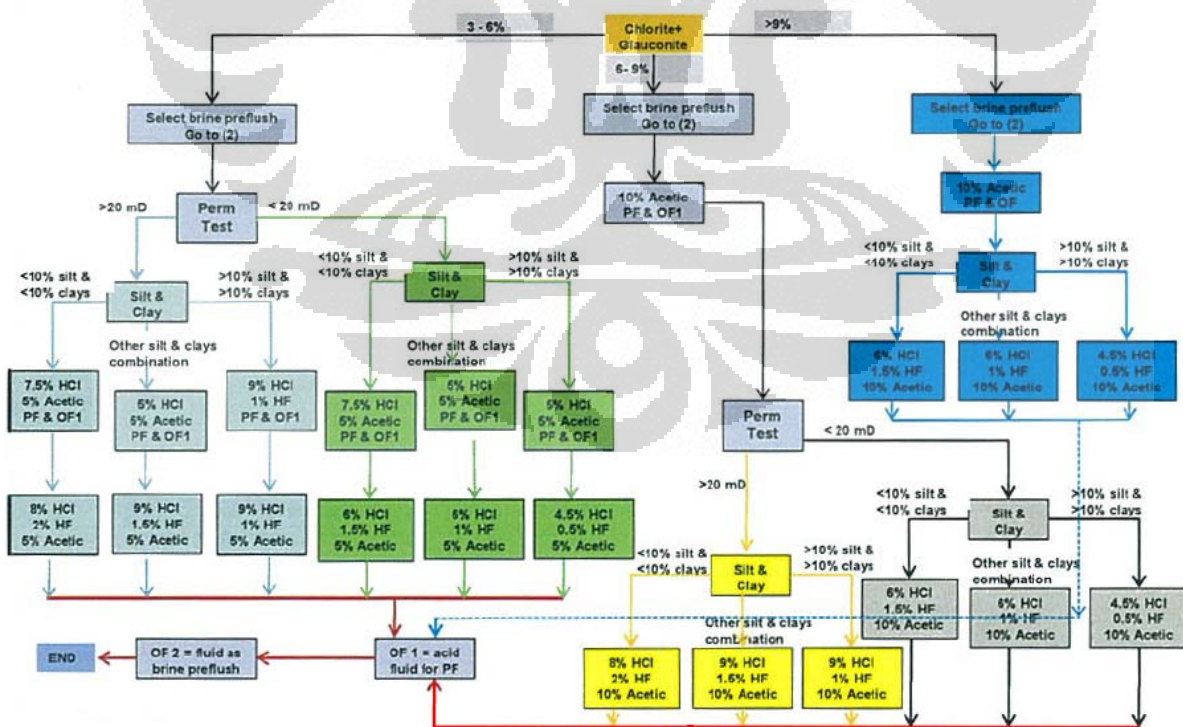 3 - 6%
Chlorite+
Glauconite
>9%
6- 9%
Select brine preflush
Go to (2)
Select brine preflush
Go to (2)
Select brine preflush
Go to (2)
10% Acetic
PF & OF1
10% Acetic
PF & OF
>20 mD
Perm
Test
< 20 mD
<10% silt &
<10% clays
>10% silt &
>10% clays
Silt &
Clay
Other silt & clays
combination
<10% silt &
<10% clays
>10% silt &
>10% clays
Silt &
Clay
Other silt & clays
combination
<10% silt &
<10% clays
>10% silt &
>10% clays
Silt &
Clay
Other silt & clays
combination
7.5% HCl
5% Acetic
PF & OF1
5% HCl
5% Acetic
PF & OF1
9% HCl
1% HF
PF & OF1
7.5% HCl
5% Acetic
PF & OF1
5% HCl
5% Acetic
PF & OF1
5% HCl
5% Acetic
PF & OF1
6% HCl
1.5% HF
10% Acetic
6% HCl
1% HF
10% Acetic
4.5% HCl
0.5% HF
10% Acetic
8% HCl
2% HF
5% Acetic
9% HCl
1.5% HF
5% Acetic
9% HCl
1% HF
5% Acetic
6% HCl
1.5% HF
5% Acetic
6% HCl
1% HF
5% Acetic
4.5% HCl
0.5% HF
5% Acetic
Perm
Test
< 20 mD
>20 mD
<10% silt &
<10% clays
>10% silt &
>10% clays
Silt &
Clay
Other silt & clays
combination
<10% silt &
<10% clays
>10% silt &
>10% clays
Silt &
Clay
Other silt & clays
combination
6% HCl
1.5% HF
10% Acetic
6% HCl
1% HF
10% Acetic
4.5% HCl
0.5% HF
10% Acetic
8% HCl
2% HF
10% Acetic
9% HCl
1.5% HF
10% Acetic
9% HCl
1% HF
10% Acetic
END
OF 2 = fluid as
brine preflush
OF 1 = acid
fluid for PF